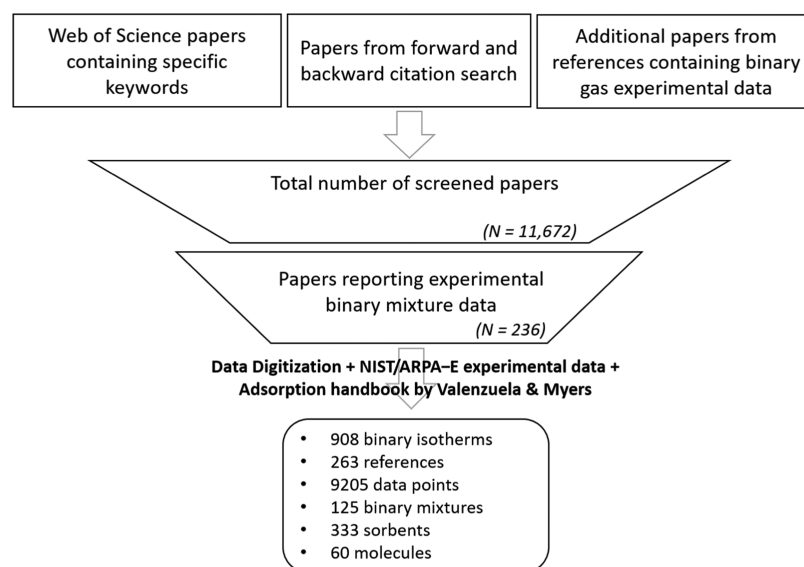 Web of Science papers
containing specific
keywords
Papers from forward and
backward citation search
Additional papers from
references containing binary
gas experimental data
Total number of screened papers
(N = 11,672)
Papers reporting experimental
binary mixture data
(N = 236)
Data Digitization + NIST/ARPA–E experimental data +
Adsorption handbook by Valenzuela & Myers
• 908 binary isotherms
• 263 references
• 9205 data points
• 125 binary mixtures
• 333 sorbents
• 60 molecules